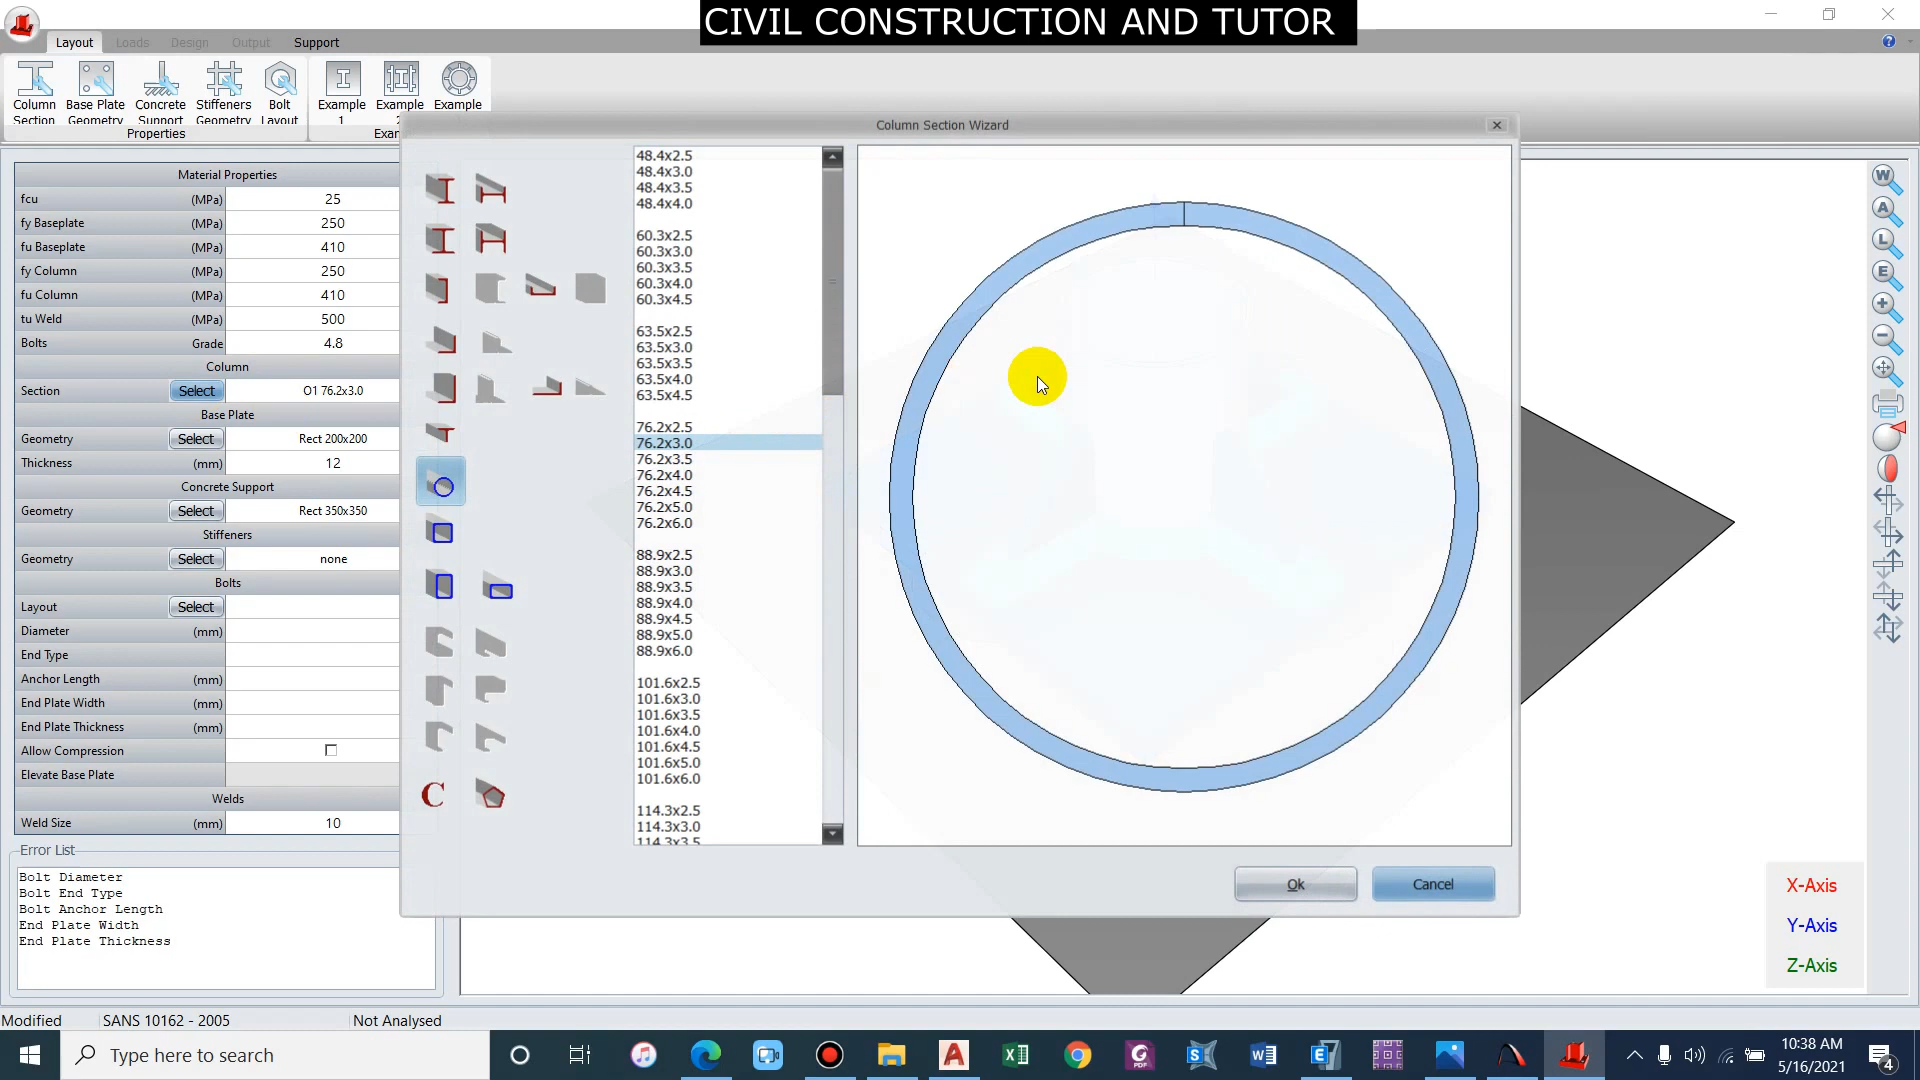 CIVIL CONSTRUCTION AND TUTOR
Layout Loads Design Output Support
Column Section
Base Plate Geometry
Concrete Support
Stiffeners Geometry
Bolt Layout
Example 1
Example
Example
Properties
Column Section Wizard
Material Properties
fcu (MPa) 25
fy Baseplate (MPa) 250
fu Baseplate (MPa) 410
fy Column (MPa) 250
fu Column (MPa) 410
tu Weld (MPa) 500
Bolts Grade 4.8
Column
Section Select O1 76.2x3.0
Base Plate
Geometry Select Rect 200x200
Thickness (mm) 12
Concrete Support
Geometry Select Rect 350x350
Stiffeners
Geometry Select none
Bolts
Layout Select
Diameter (mm)
End Type
Anchor Length (mm)
End Plate Width (mm)
End Plate Thickness (mm)
Allow Compression
Elevate Base Plate
Welds
Weld Size (mm) 10
Error List
Bolt Diameter
Bolt End Type
Bolt Anchor Length
End Plate Width
End Plate Thickness
48.4x2.5
48.4x3.0
48.4x3.5
48.4x4.0
60.3x2.5
60.3x3.0
60.3x3.5
60.3x4.0
60.3x4.5
63.5x2.5
63.5x3.0
63.5x3.5
63.5x4.0
63.5x4.5
76.2x2.5
76.2x3.0
76.2x3.5
76.2x4.0
76.2x4.5
76.2x5.0
76.2x6.0
88.9x2.5
88.9x3.0
88.9x3.5
88.9x4.0
88.9x4.5
88.9x5.0
88.9x6.0
101.6x2.5
101.6x3.0
101.6x3.5
101.6x4.0
101.6x4.5
101.6x5.0
101.6x6.0
114.3x2.5
114.3x3.0
114.3x3.5
C
Ok Cancel
W
A
L
E
X-Axis
Y-Axis
Z-Axis
Modified SANS 10162 - 2005 Not Analysed
Type here to search
10:38 AM
5/16/2021
4